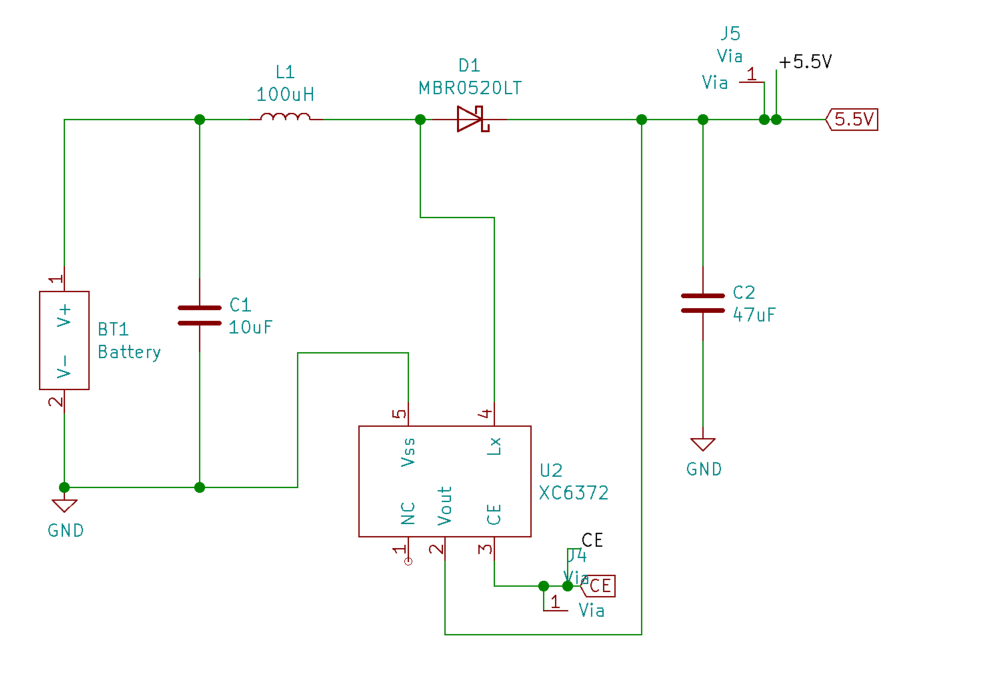 J5
Via
+5.5V
Via
1
L1
100uH
D1
MBR0520LT
5.5V
1
V+
V−
2
BT1
Battery
C1
10uF
C2
47uF
GND
5
4
Vss
Lx
NC
Vout
CE
U2
XC6372
GND
1
2
3
CE
J4
Via
CE
1
Via